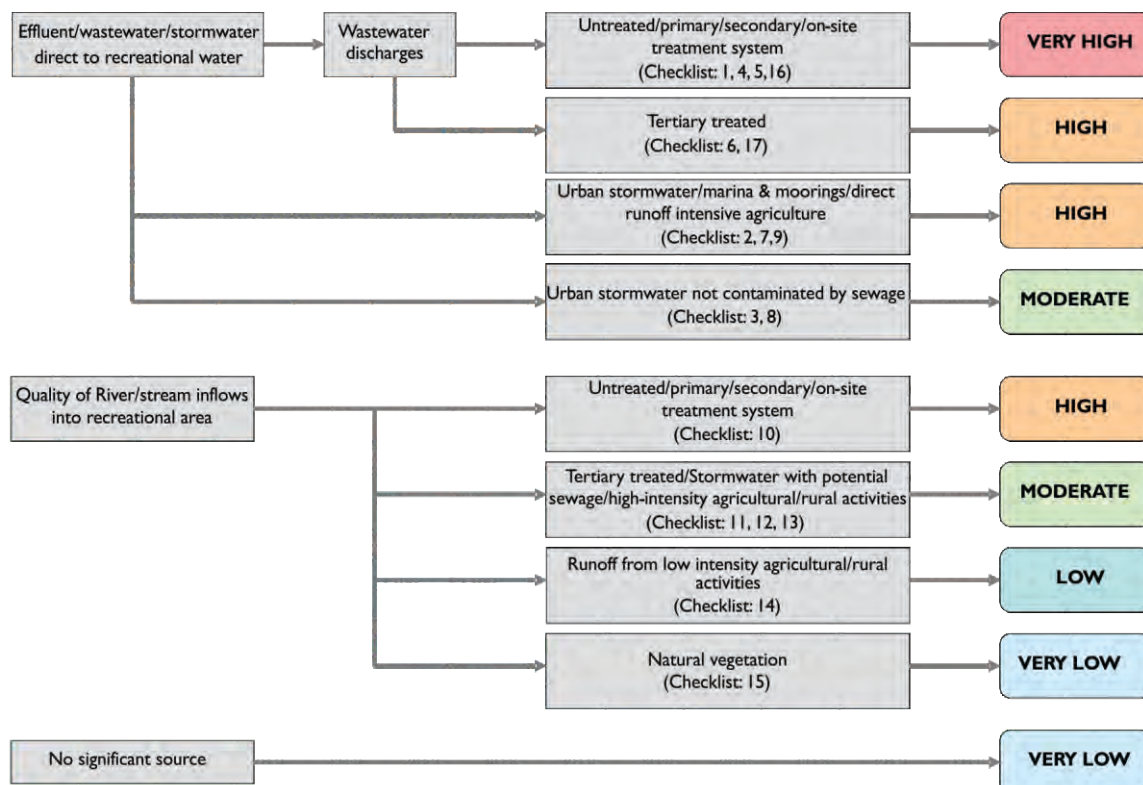 Effluent/wastewater/stormwater
direct to recreational water
Wastewater
discharges
Untreated/primary/secondary/on-site
treatment system
(Checklist: 1, 4, 5,16)
VERY HIGH
Tertiary treated
(Checklist: 6, 17)
HIGH
Urban stormwater/marina & moorings/direct
runoff intensive agriculture
(Checklist: 2, 7,9)
HIGH
Urban stormwater not contaminated by sewage
(Checklist: 3, 8)
MODERATE
Quality of River/stream inflows
into recreational area
Untreated/primary/secondary/on-site
treatment system
(Checklist: 10)
HIGH
Tertiary treated/Stormwater with potential
sewage/high-intensity agricultural/rural activities
(Checklist: 11, 12, 13)
MODERATE
Runoff from low intensity agricultural/rural
activities
(Checklist: 14)
LOW
Natural vegetation
(Checklist: 15)
VERY LOW
No significant source
VERY LOW